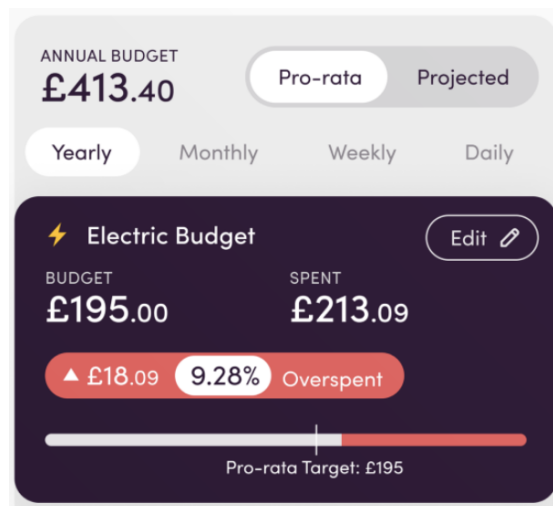 ANNUAL BUDGET
£413.40
Pro-rata Projected
Yearly Monthly Weekly Daily
Electric Budget
Edit
BUDGET SPENT
£195.00 £213.09
£18.09 9.28% Overspent
Pro-rata Target: £195